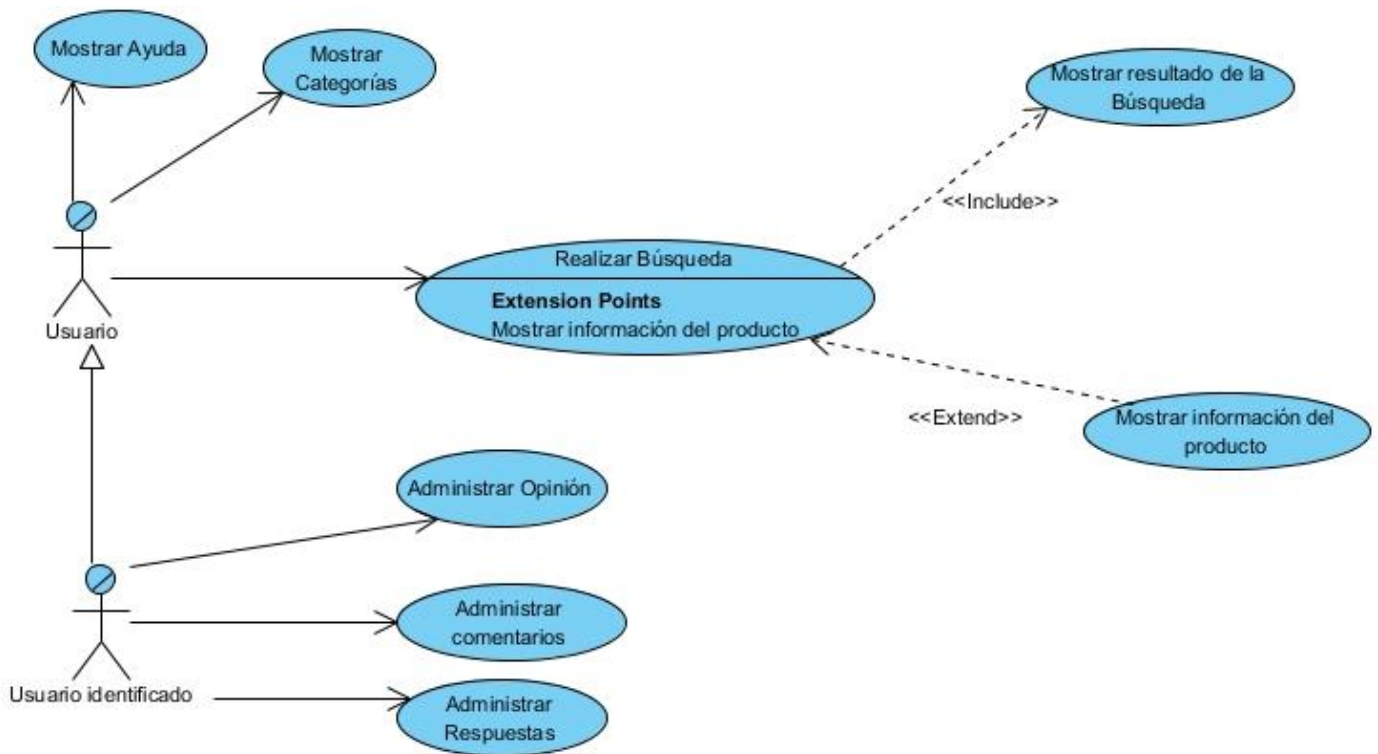 Mostrar Ayuda
Mostrar
Categorías
Mostrar resultado de la
Búsqueda
<<Include>>
Realizar Búsqueda
Extension Points
Mostrar información del producto
Usuario
<<Extend>>
Mostrar información del
producto
Administrar Opinión
Administrar
comentarios
Usuario identificado
Administrar
Respuestas